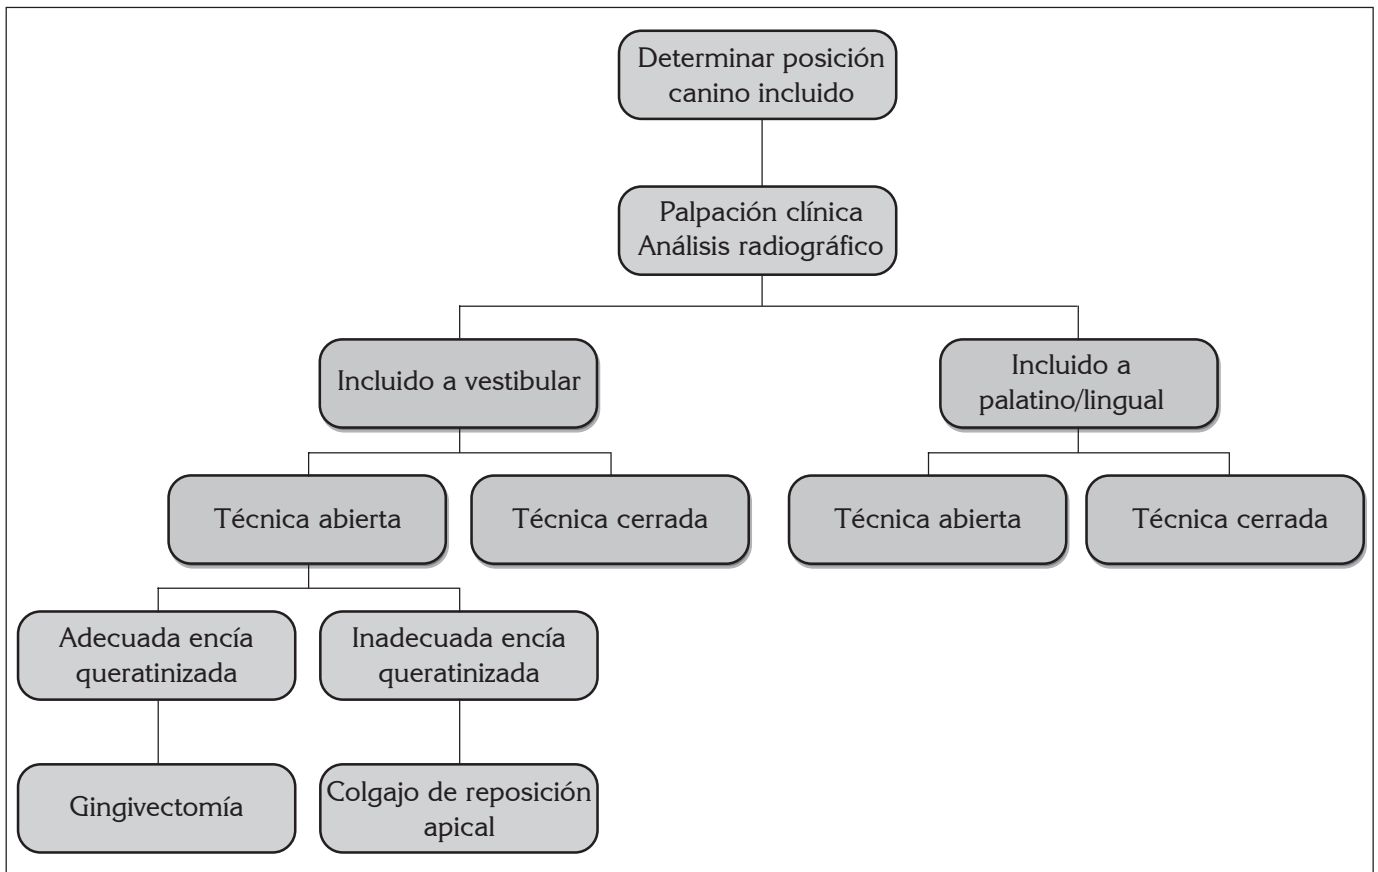 Determinar posición
canino incluido
Palpación clínica
Análisis radiográfico
Incluido a vestibular
Incluido a
palatino/lingual
Técnica abierta
Técnica cerrada
Técnica abierta
Técnica cerrada
Adecuada encía
queratinizada
Inadecuada encía
queratinizada
Gingivectomía
Colgajo de reposición
apical